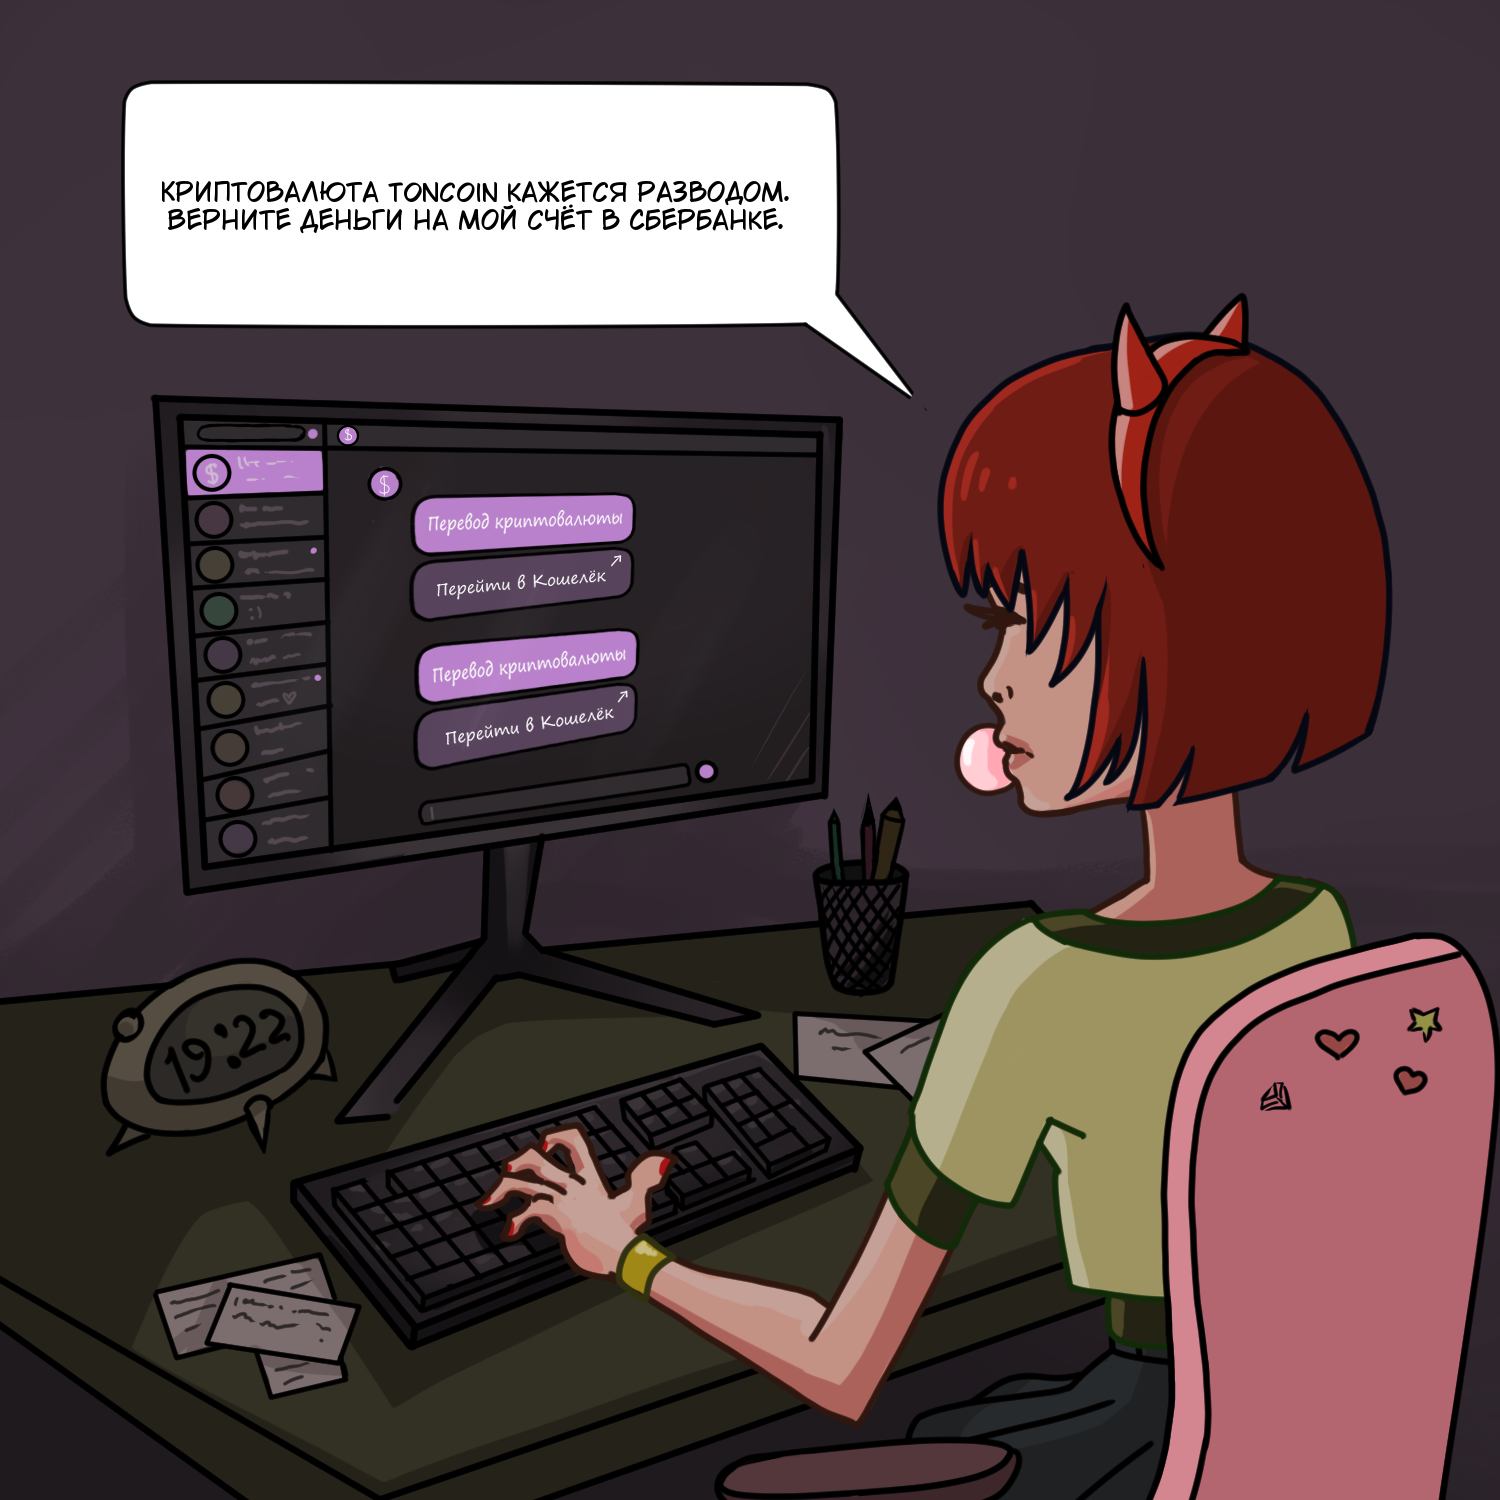 КРИПТОВАЛЮТА TONCOIN КАЖЕТСЯ РАЗВОДОМ.
ВЕРНИТЕ ДЕНЬГИ НА МОЙ СЧЁТ В СБЕРБАНКЕ.
$
$
$
Перевод криптовалюты
Перейти в Кошелёк
:)
Перевод криптовалюты
Перейти в Кошелёк
19:22